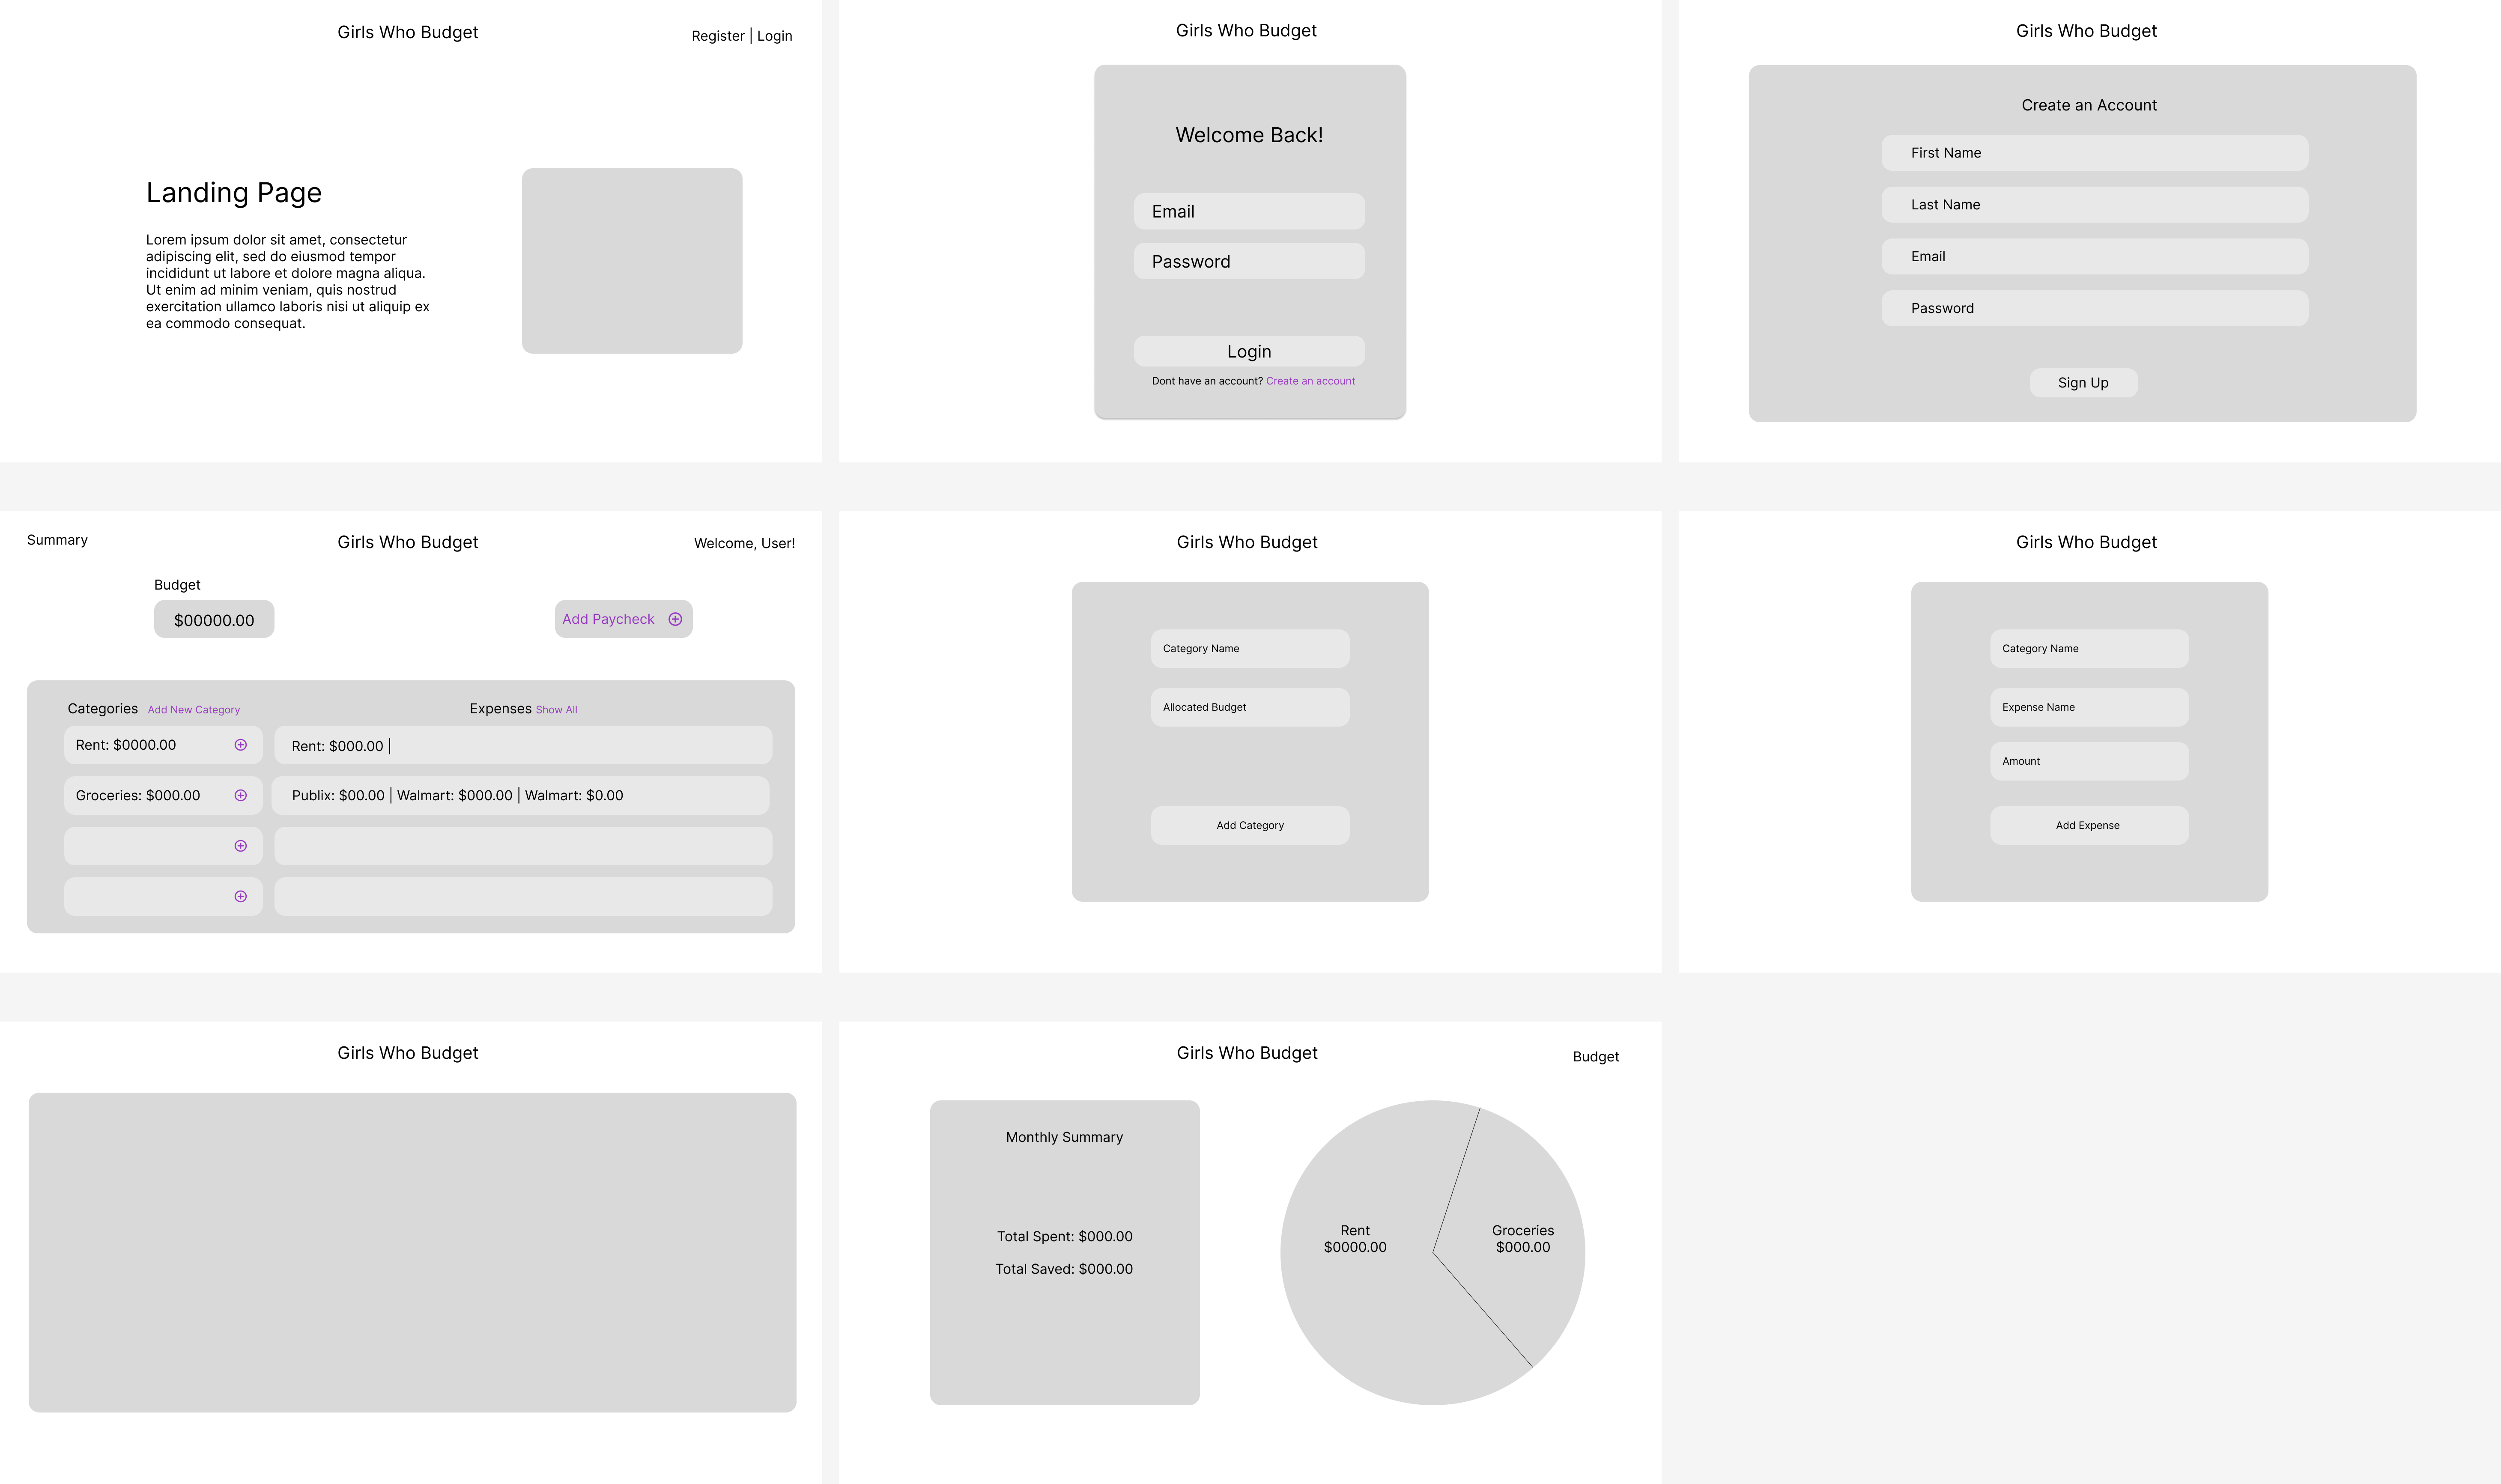 Girls Who Budget
Register | Login
Landing Page
Lorem ipsum dolor sit amet, consectetur
adipiscing elit, sed do eiusmod tempor
incididunt ut labore et dolore magna aliqua.
Ut enim ad minim veniam, quis nostrud
exercitation ullamco laboris nisi ut aliquip ex
ea commodo consequat.
Girls Who Budget
Welcome Back!
Email
Password
Login
Dont have an account? Create an account
Girls Who Budget
Create an Account
First Name
Last Name
Email
Password
Sign Up
Summary
Girls Who Budget
Welcome, User!
Budget
$00000.00
Add Paycheck
Categories Add New Category
Expenses Show All
Rent: $0000.00
Rent: $000.00 |
Groceries: $000.00
Publix: $00.00 | Walmart: $000.00 | Walmart: $0.00
Girls Who Budget
Category Name
Allocated Budget
Add Category
Girls Who Budget
Category Name
Expense Name
Amount
Add Expense
Girls Who Budget
Girls Who Budget
Budget
Monthly Summary
Total Spent: $000.00
Total Saved: $000.00
Rent
$0000.00
Groceries
$000.00